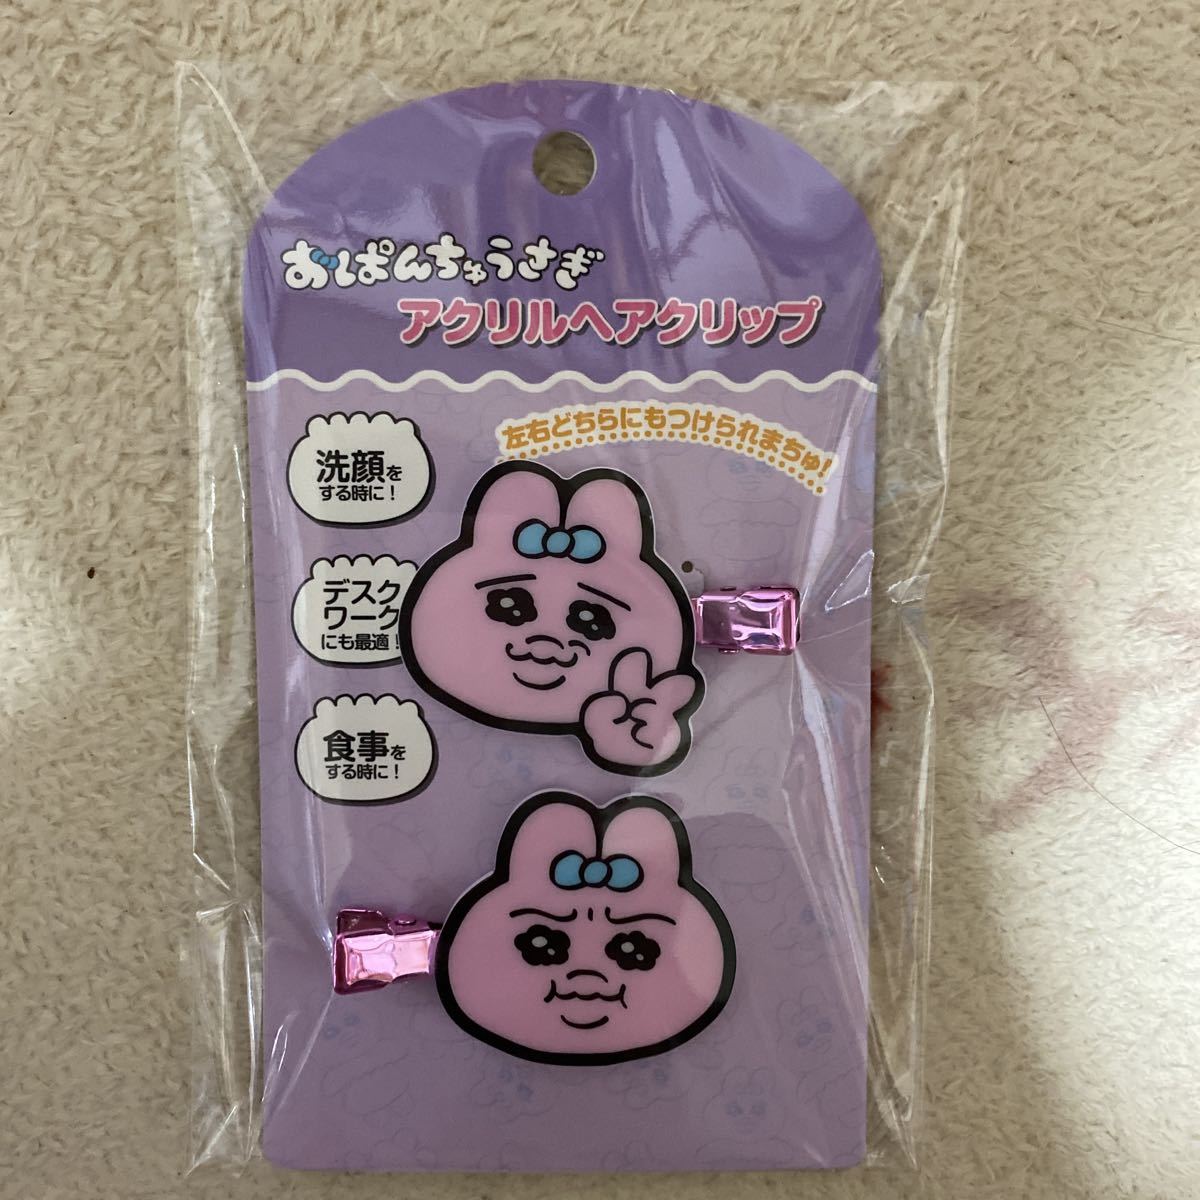 おぱんちゅうさぎ
アクリルヘアクリップ
左右どちらにもつけられまちゅ!
洗顔を
する時に!
デスク
ワーク
にも最適!
食事を
する時に!